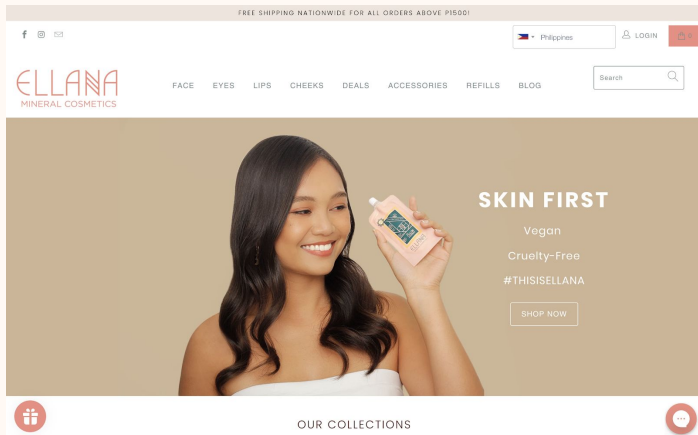 FREE SHIPPING NATIONWIDE FOR ALL ORDERS ABOVE P1500!
Philippines
LOGIN
0
ELLANA
MINERAL COSMETICS
FACE EYES LIPS CHEEKS DEALS ACCESSORIES REFILLS BLOG
Search
SKIN FIRST
Vegan
Cruelty-Free
#THISISELLANA
SHOP NOW
OUR COLLECTIONS